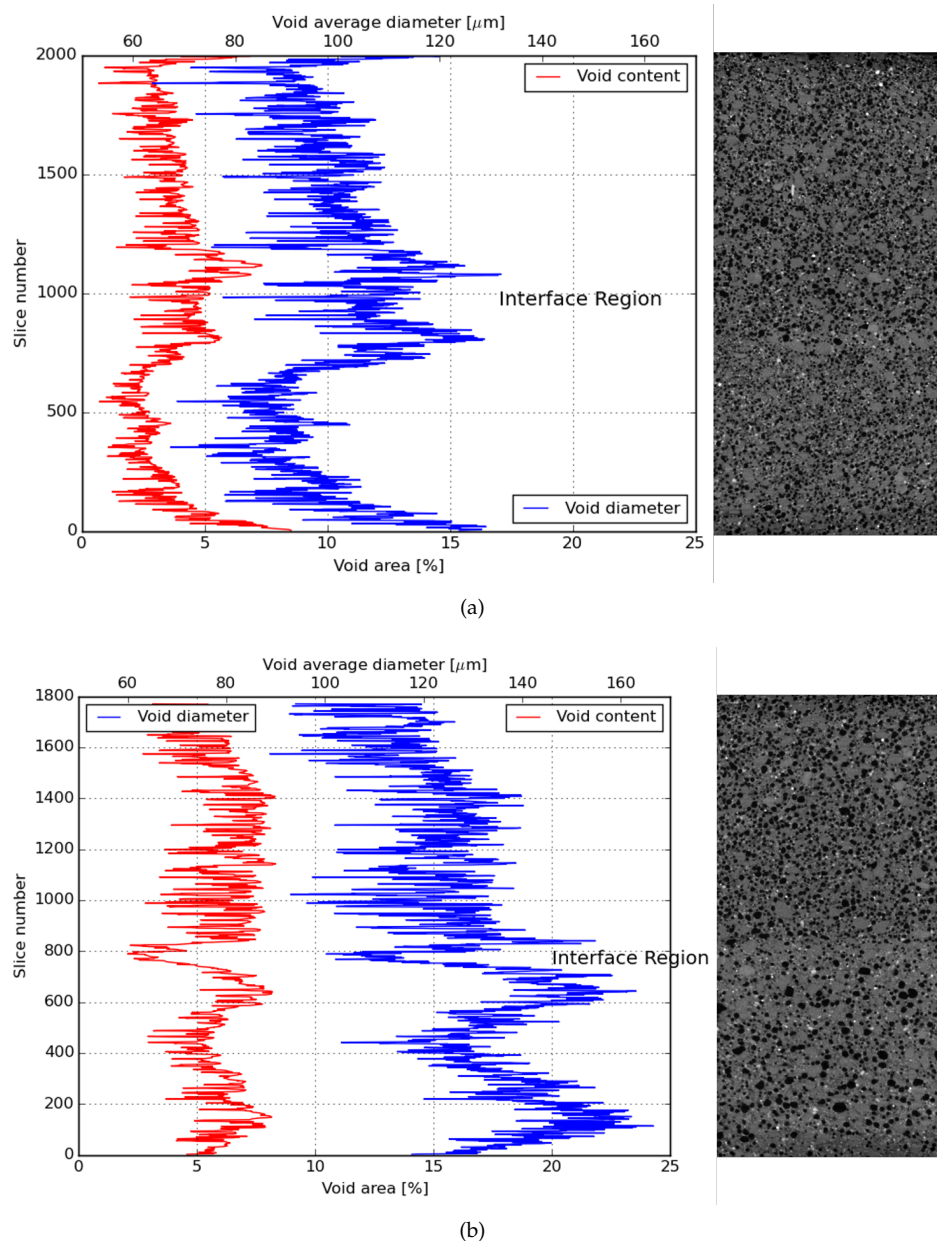 Void average diameter [μm]
60 80 100 120 140 160
2000
1500
1000
500
0
Slice number
Void content
Interface Region
Void diameter
0 5 10 15 20 25
Void area [%]
(a)
Void average diameter [μm]
60 80 100 120 140 160
1800
1600
1400
1200
1000
800
600
400
200
0
Slice number
Void diameter
Void content
Interface Region
0 5 10 15 20 25
Void area [%]
(b)